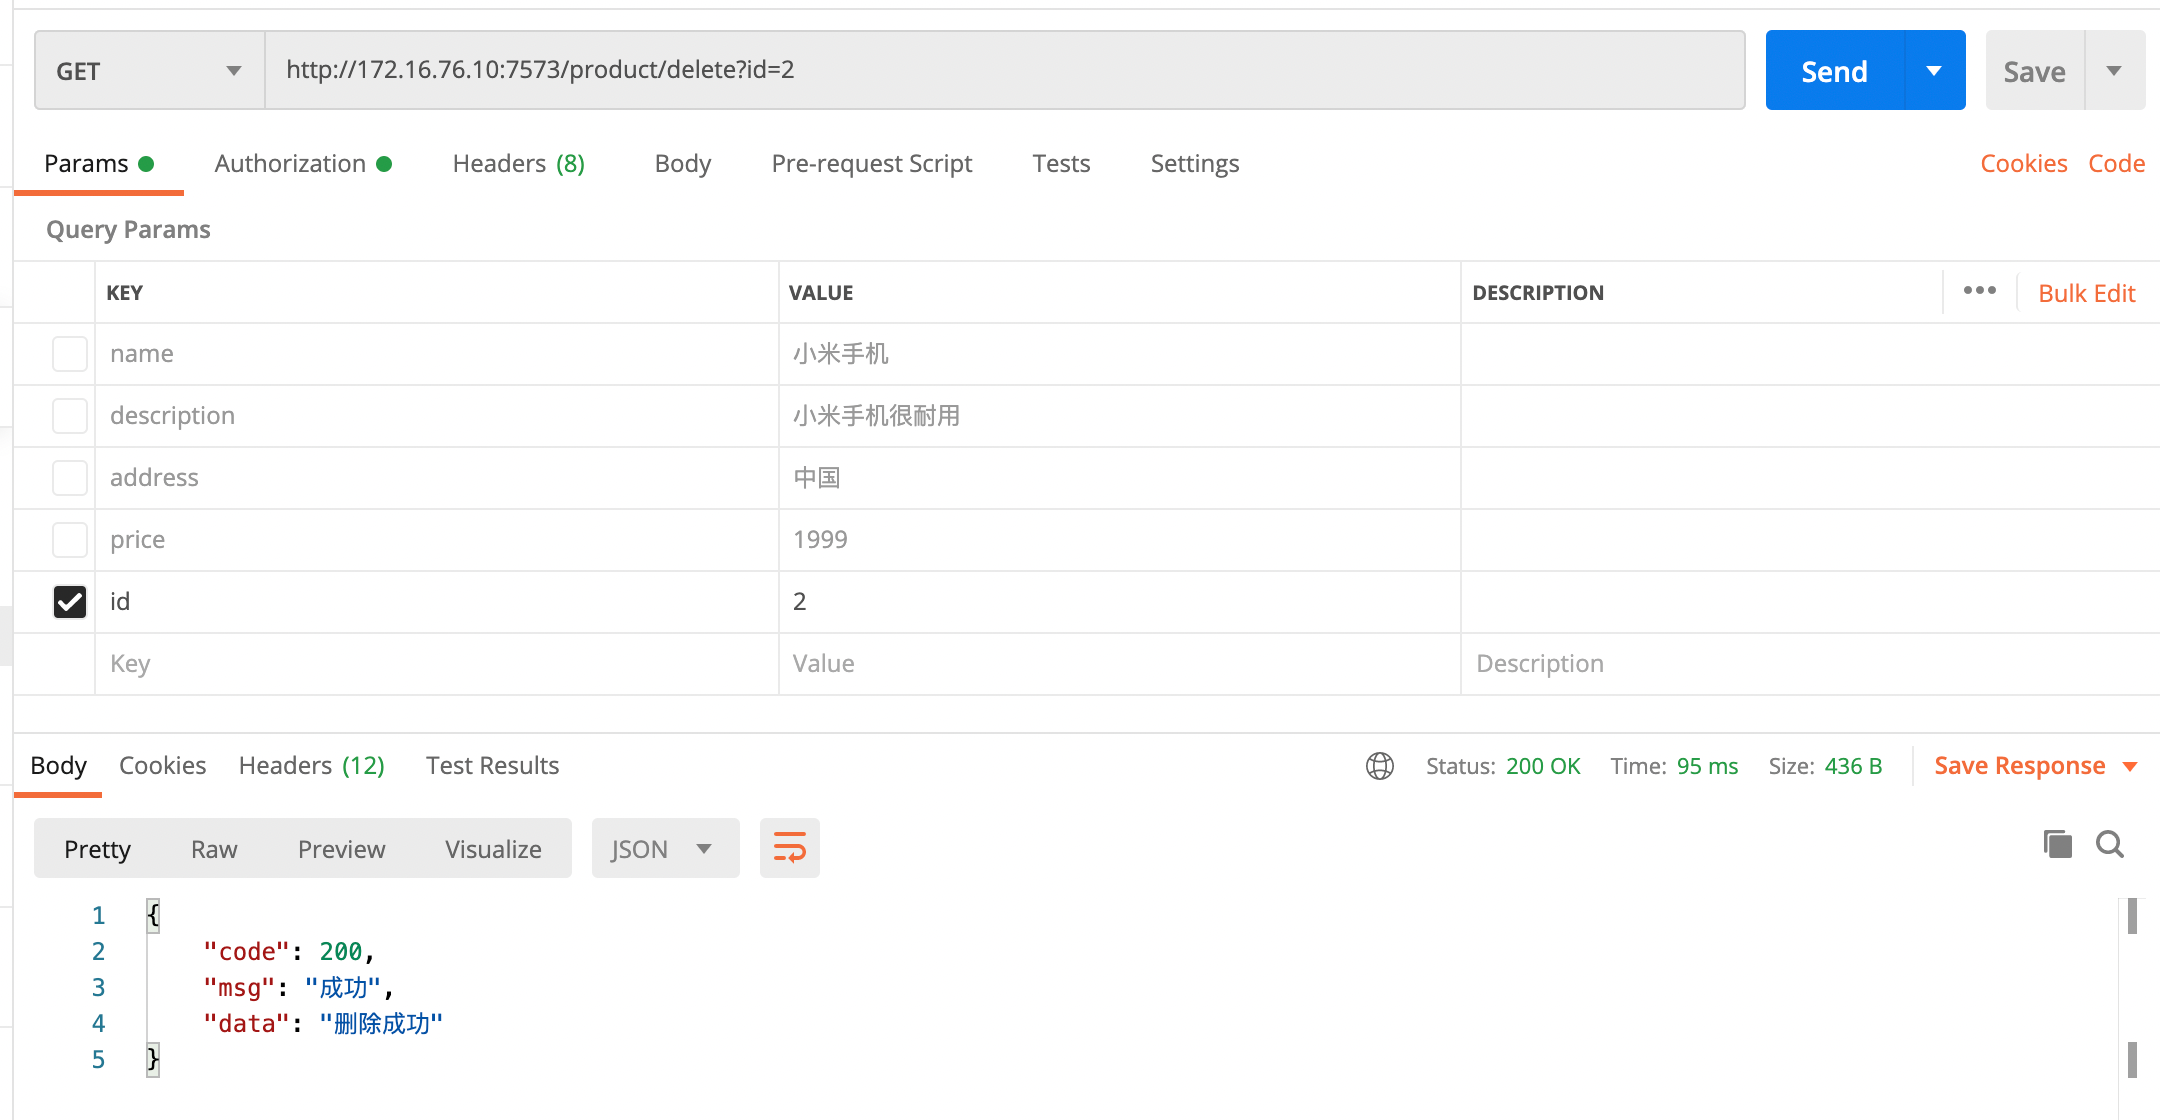 GET http://172.16.76.10:7573/product/delete?id=2 Send Save
Params Authorization Headers (8) Body Pre-request Script Tests Settings Cookies Code
Query Params
KEY VALUE DESCRIPTION ••• Bulk Edit
name 小米手机
description 小米手机很耐用
address 中国
price 1999
id 2
Key Value Description
Body Cookies Headers (12) Test Results Status: 200 OK Time: 95 ms Size: 436 B Save Response
Pretty Raw Preview Visualize JSON
1 {
2 "code": 200,
3 "msg": "成功",
4 "data": "删除成功"
5 }